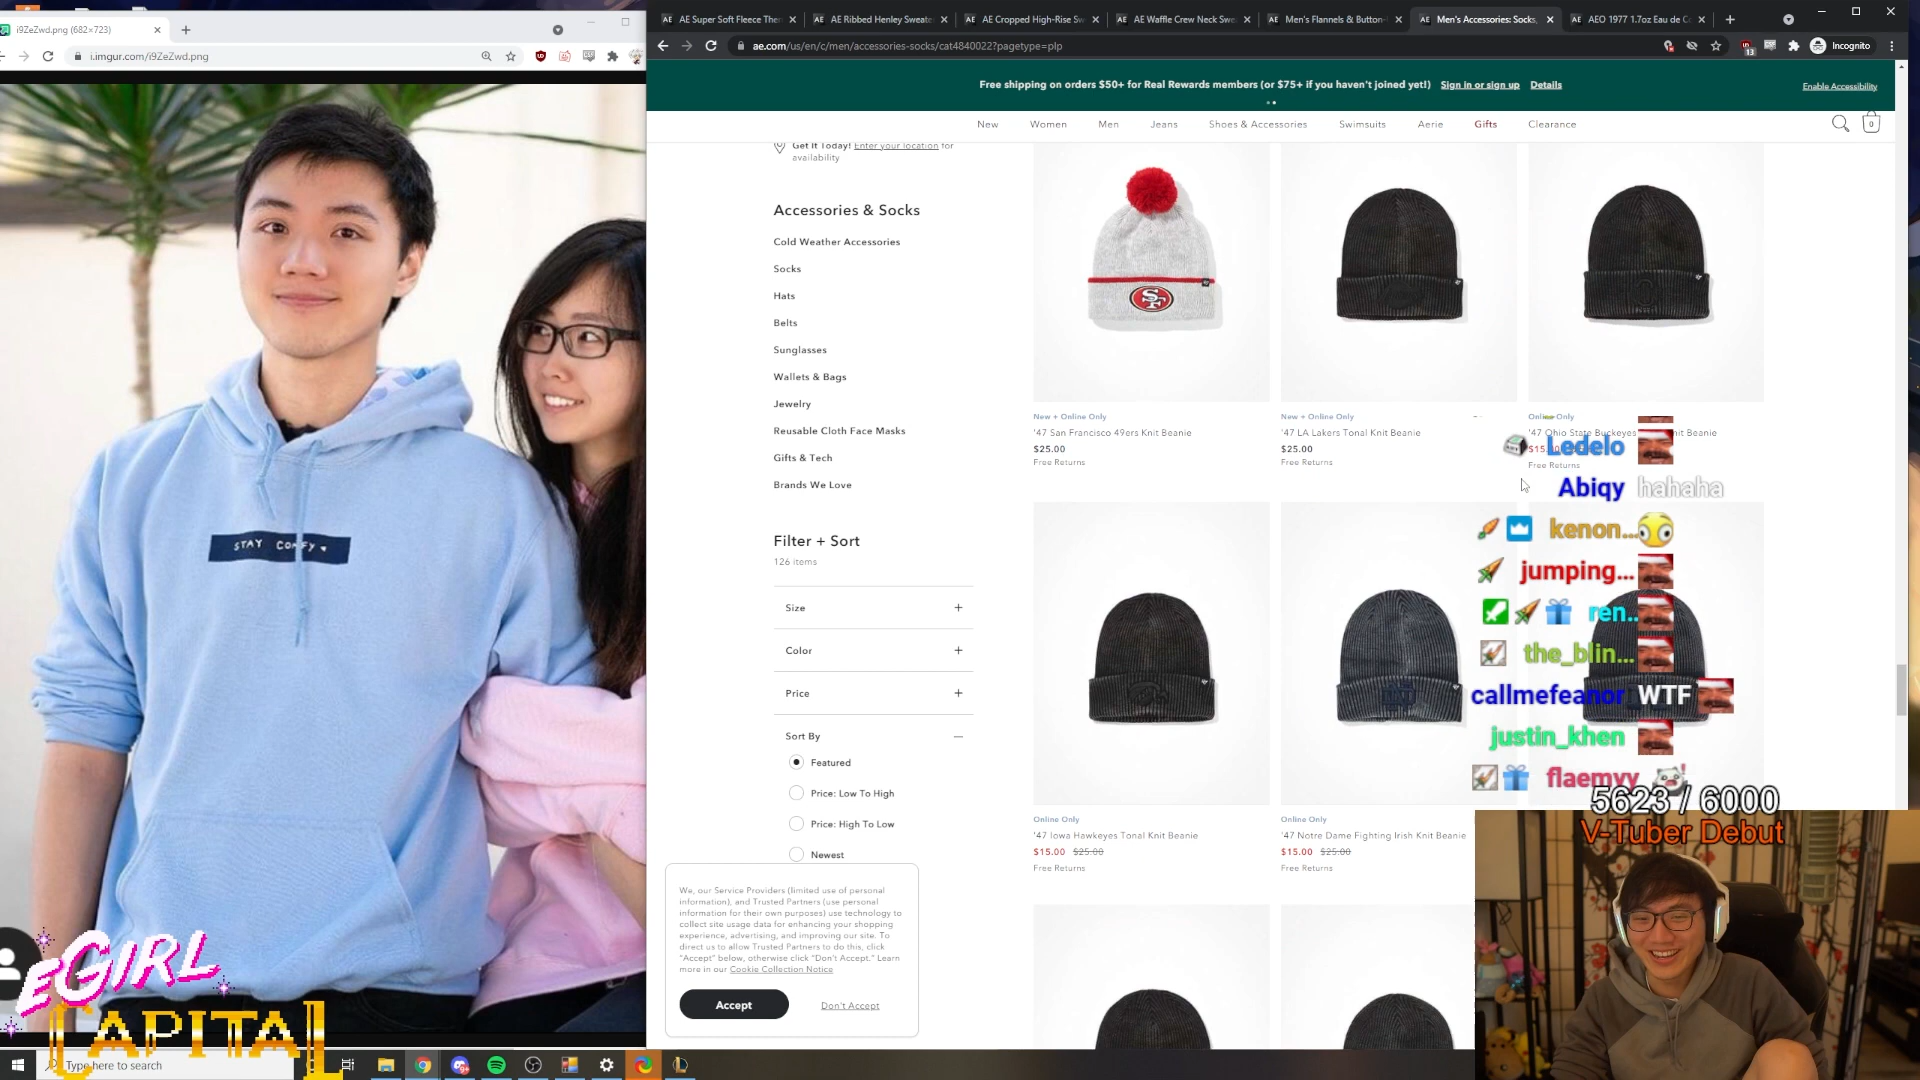 i9ZeZwd.png (682×723)
i.imgur.com/i9ZeZwd.png
STAY COMFY
EGIRL
CAPITAL
Type here to search
AE Super Soft Fleece Ther
AE Ribbed Henley Sweate
AE Cropped High-Rise Sw
AE Waffle Crew Neck Swe
Men's Flannels & Button-
Men's Accessories: Socks,
AEO 1977 1.7oz Eau de C
ae.com/us/en/c/men/accessories-socks/cat4840022?pagetype=plp
13
Incognito
Free shipping on orders $50+ for Real Rewards members (or $75+ if you haven't joined yet!) Sign in or sign up Details
Enable Accessibility
New Women Men Jeans Shoes & Accessories Swimsuits Aerie Gifts Clearance
0
Get It Today! Enter your location for
availability
Accessories & Socks
Cold Weather Accessories
Socks
Hats
Belts
Sunglasses
Wallets & Bags
Jewelry
Reusable Cloth Face Masks
Gifts & Tech
Brands We Love
Filter + Sort
126 items
Size
Color
Price
Sort By
Featured
Price: Low To High
Price: High To Low
Newest
We, our Service Providers (limited use of personal
information), and Trusted Partners (use personal
information for their own purposes) use technology to
collect site usage data for enhancing your shopping
experience, advertising, and improving our site. To
direct us to allow Trusted Partners to do this, click
"Accept" below, otherwise click "Don't Accept." Learn
more in our Cookie Collection Notice
Accept
Don't Accept
SF
New + Online Only
'47 San Francisco 49ers Knit Beanie
$25.00
Free Returns
New + Online Only
'47 LA Lakers Tonal Knit Beanie
$25.00
Free Returns
Online Only
'47 Ohio State Buckeyes nit Beanie
$15.
Free Returns
Online Only
'47 Iowa Hawkeyes Tonal Knit Beanie
$15.00 $25.00
Free Returns
Online Only
'47 Notre Dame Fighting Irish Knit Beanie
$15.00 $25.00
Free Returns
Ledelo
Abiqy hahaha
kenon...
jumping...
ren..
the_blin...
callmefeanor WTF
justin_khen
flaemvy
5623 / 6000
V-Tuber Debut